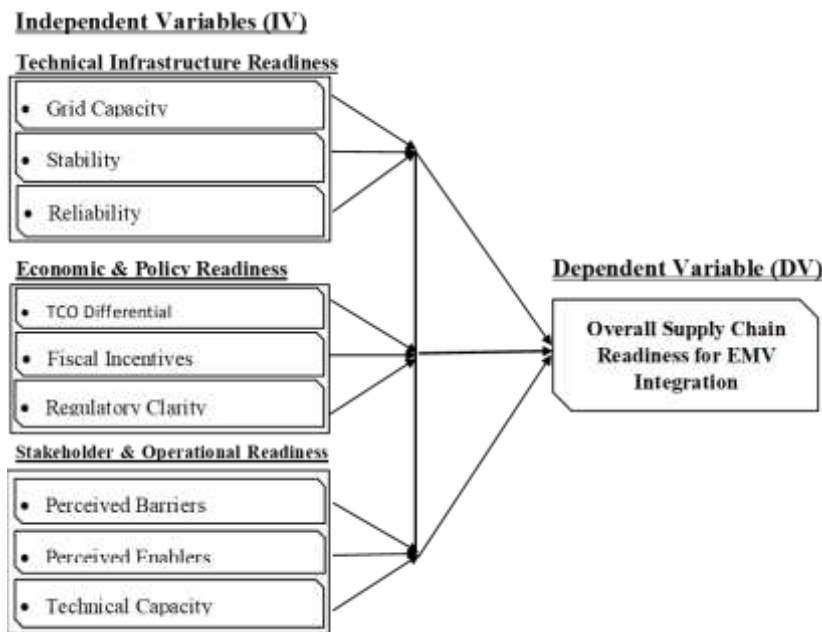 Independent Variables (IV)
Technical Infrastructure Readiness
• Grid Capacity
• Stability
• Reliability
Economic & Policy Readiness
• TCO Differential
• Fiscal Incentives
• Regulatory Clarity
Stakeholder & Operational Readiness
• Perceived Barriers
• Perceived Enablers
• Technical Capacity
Dependent Variable (DV)
Overall Supply Chain
Readiness for EMV
Integration